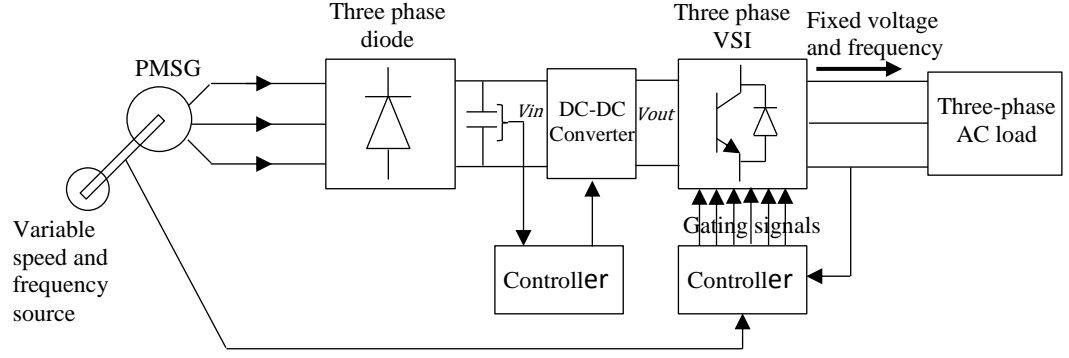 Three phase
diode
Three phase
VSI
Fixed voltage
and frequency
PMSG
Vin
DC-DC
Converter
Vout
Three-phase
AC load
Variable
speed and
frequency
source
Gating signals
Controller
Controller